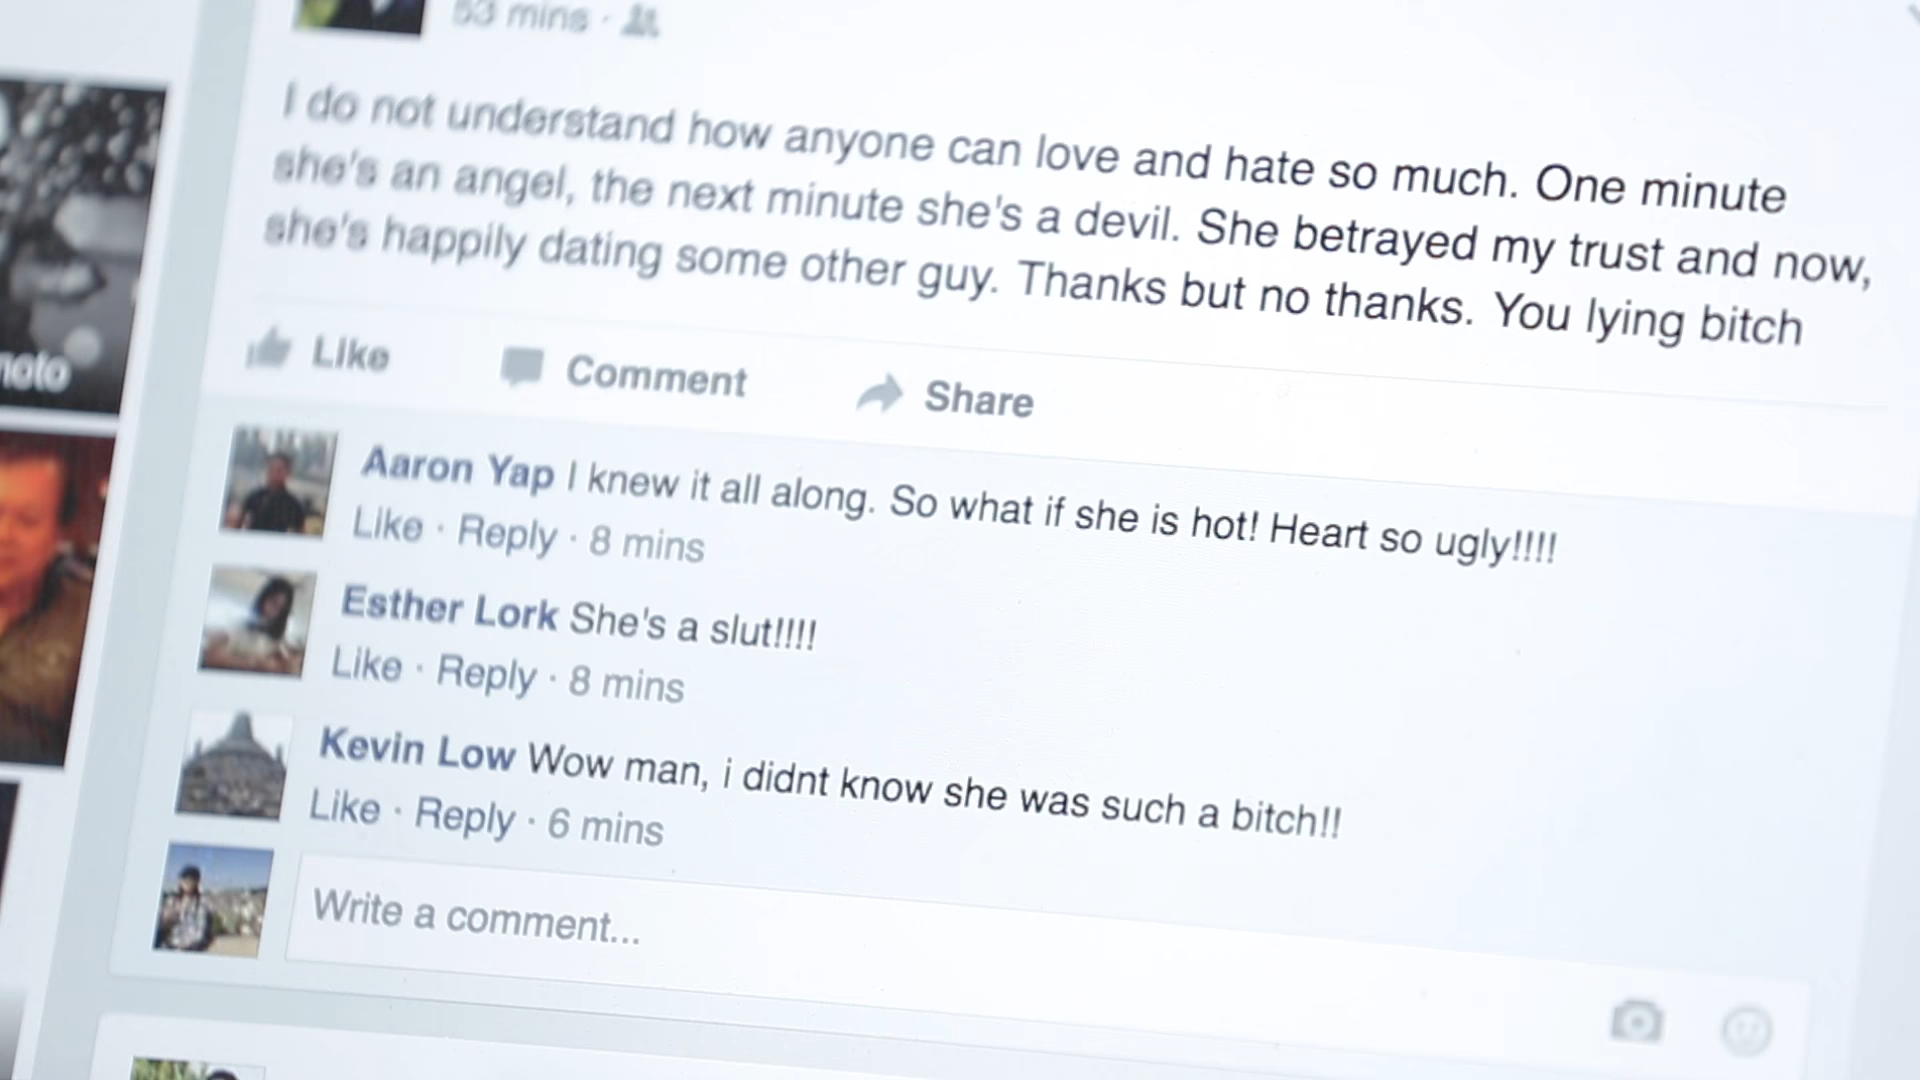 53 mins ·
I do not understand how anyone can love and hate so much. One minute
she's an angel, the next minute she's a devil. She betrayed my trust and now,
she's happily dating some other guy. Thanks but no thanks. You lying bitch
Like Comment Share
Aaron Yap I knew it all along. So what if she is hot! Heart so ugly!!!!
Like · Reply · 8 mins
Esther Lork She's a slut!!!!
Like · Reply · 8 mins
Kevin Low Wow man, i didnt know she was such a bitch!!
Like · Reply · 6 mins
Write a comment...